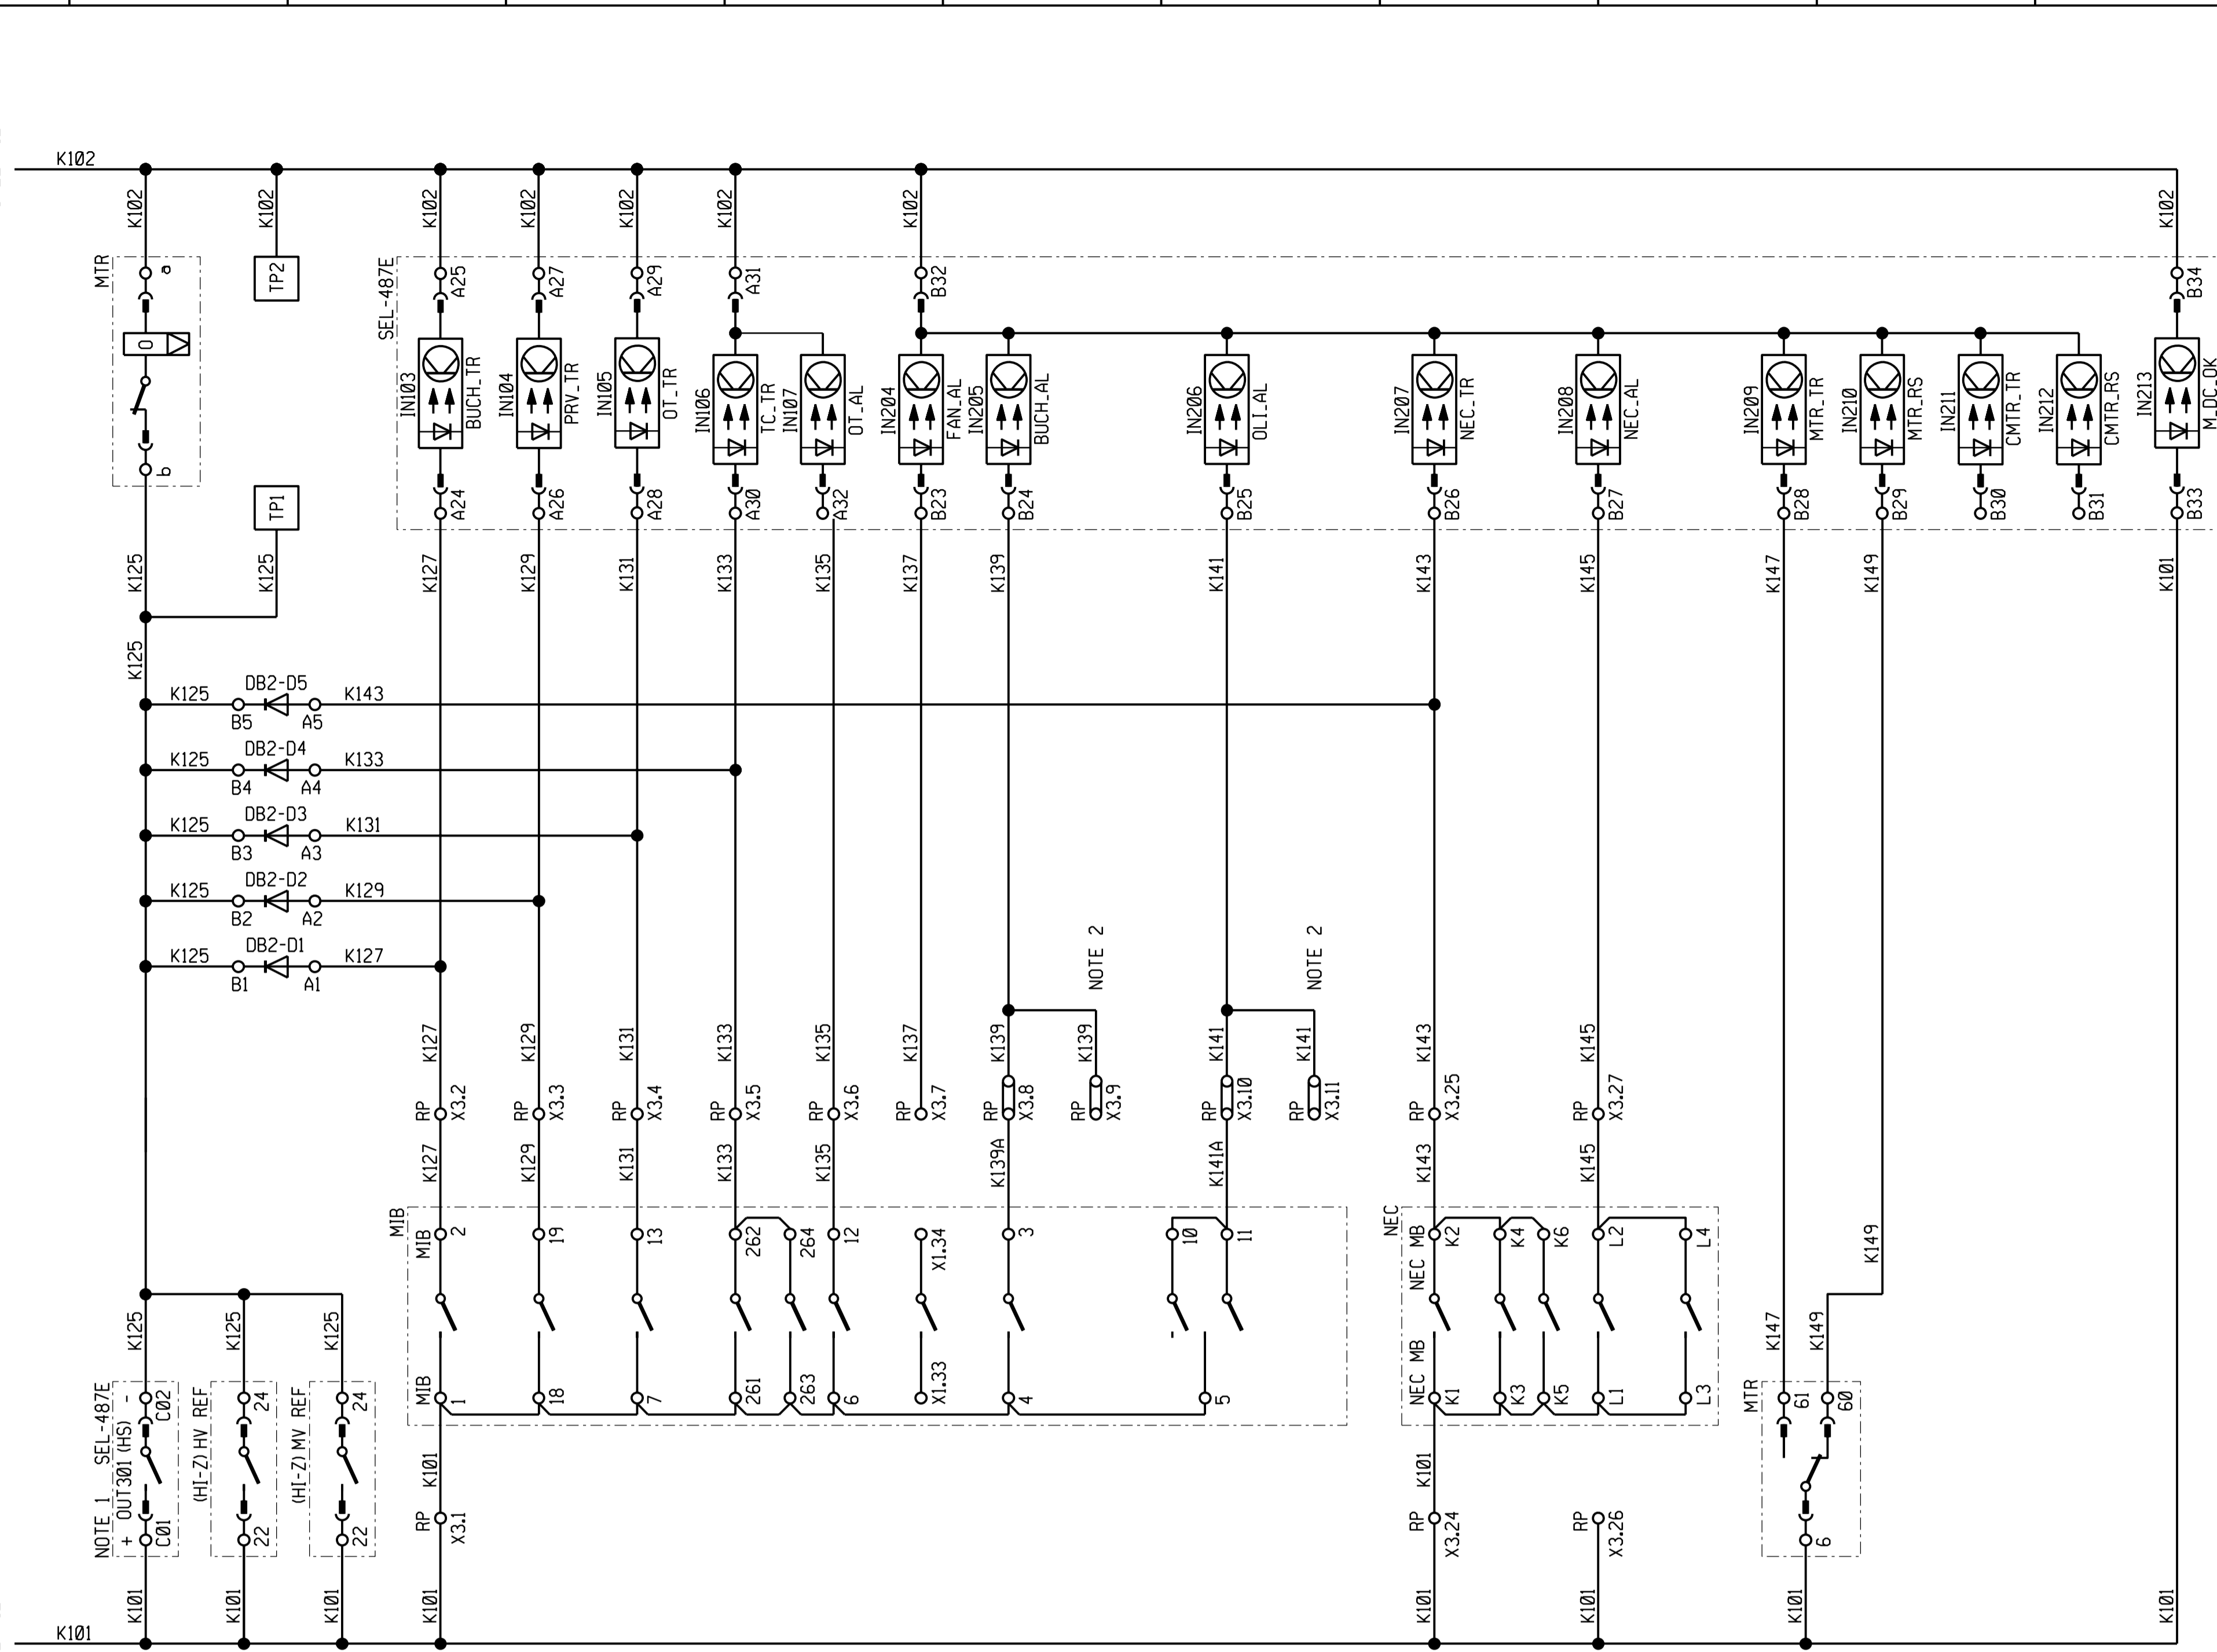 K102
K102
K102
K102
K102
K102
K102
K102
K102
MTR
a
TP2
SEL-487E
A25
A27
A29
A31
B32
B34
O
b
IN103
BUCH_TR
IN104
PRV_TR
IN105
OT_TR
IN106
TC_TR
IN107
OT_AL
IN204
FAN_AL
IN205
BUCH_AL
IN206
OLI_AL
IN207
NEC_TR
IN208
NEC_AL
IN209
MTR_TR
IN210
MTR_RS
IN211
CMTR_TR
IN212
CMTR_RS
IN213
M_DC_OK
TP1
A24
A26
A28
A30
A32
B23
B24
B25
B26
B27
B28
B29
B30
B31
B33
K125
K125
K127
K129
K131
K133
K135
K137
K139
K141
K143
K145
K147
K149
K101
K125
K125
DB2-D5
K143
B5
A5
K125
DB2-D4
K133
B4
A4
K125
DB2-D3
K131
B3
A3
K125
DB2-D2
K129
B2
A2
K125
DB2-D1
K127
B1
A1
NOTE 2
NOTE 2
K127
K129
K131
K133
K135
K137
K139
K139
K141
K141
K143
K145
RP
X3.2
RP
X3.3
RP
X3.4
RP
X3.5
RP
X3.6
RP
X3.7
RP
X3.8
RP
X3.9
RP
X3.10
RP
X3.11
RP
X3.25
RP
X3.27
K127
K129
K131
K133
K135
K139A
K141A
K143
K145
MIB
MIB
2
19
13
262
264
12
X1.34
3
10
11
NEC
NEC MB
K2
K4
K6
L2
L4
K149
K125
K125
K125
MIB
1
18
7
261
263
6
X1.33
4
5
NEC MB
K1
K3
K5
L1
L3
K147
K149
NOTE 1
SEL-487E
OUT301 (HS)
+
-
C02
C01
(HI-Z) HV REF
24
22
(HI-Z) MV REF
24
22
MTR
61
60
6
K101
RP
X3.1
K101
RP
X3.24
RP
X3.26
K101
K101
K101
K101
K101
K101
K101
K101
K101